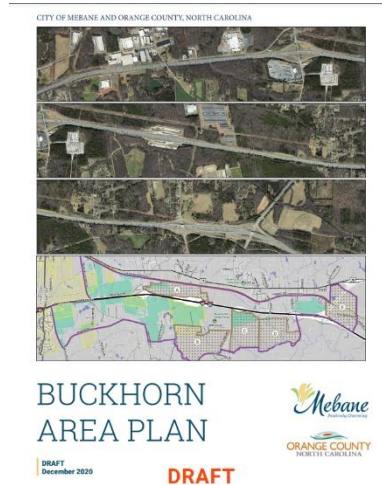 CITY OF MEBANE AND ORANGE COUNTY, NORTH CAROLINA
BUCKHORN
AREA PLAN
DRAFT
December 2020
DRAFT
Mebane
ORANGE COUNTY
NORTH CAROLINA